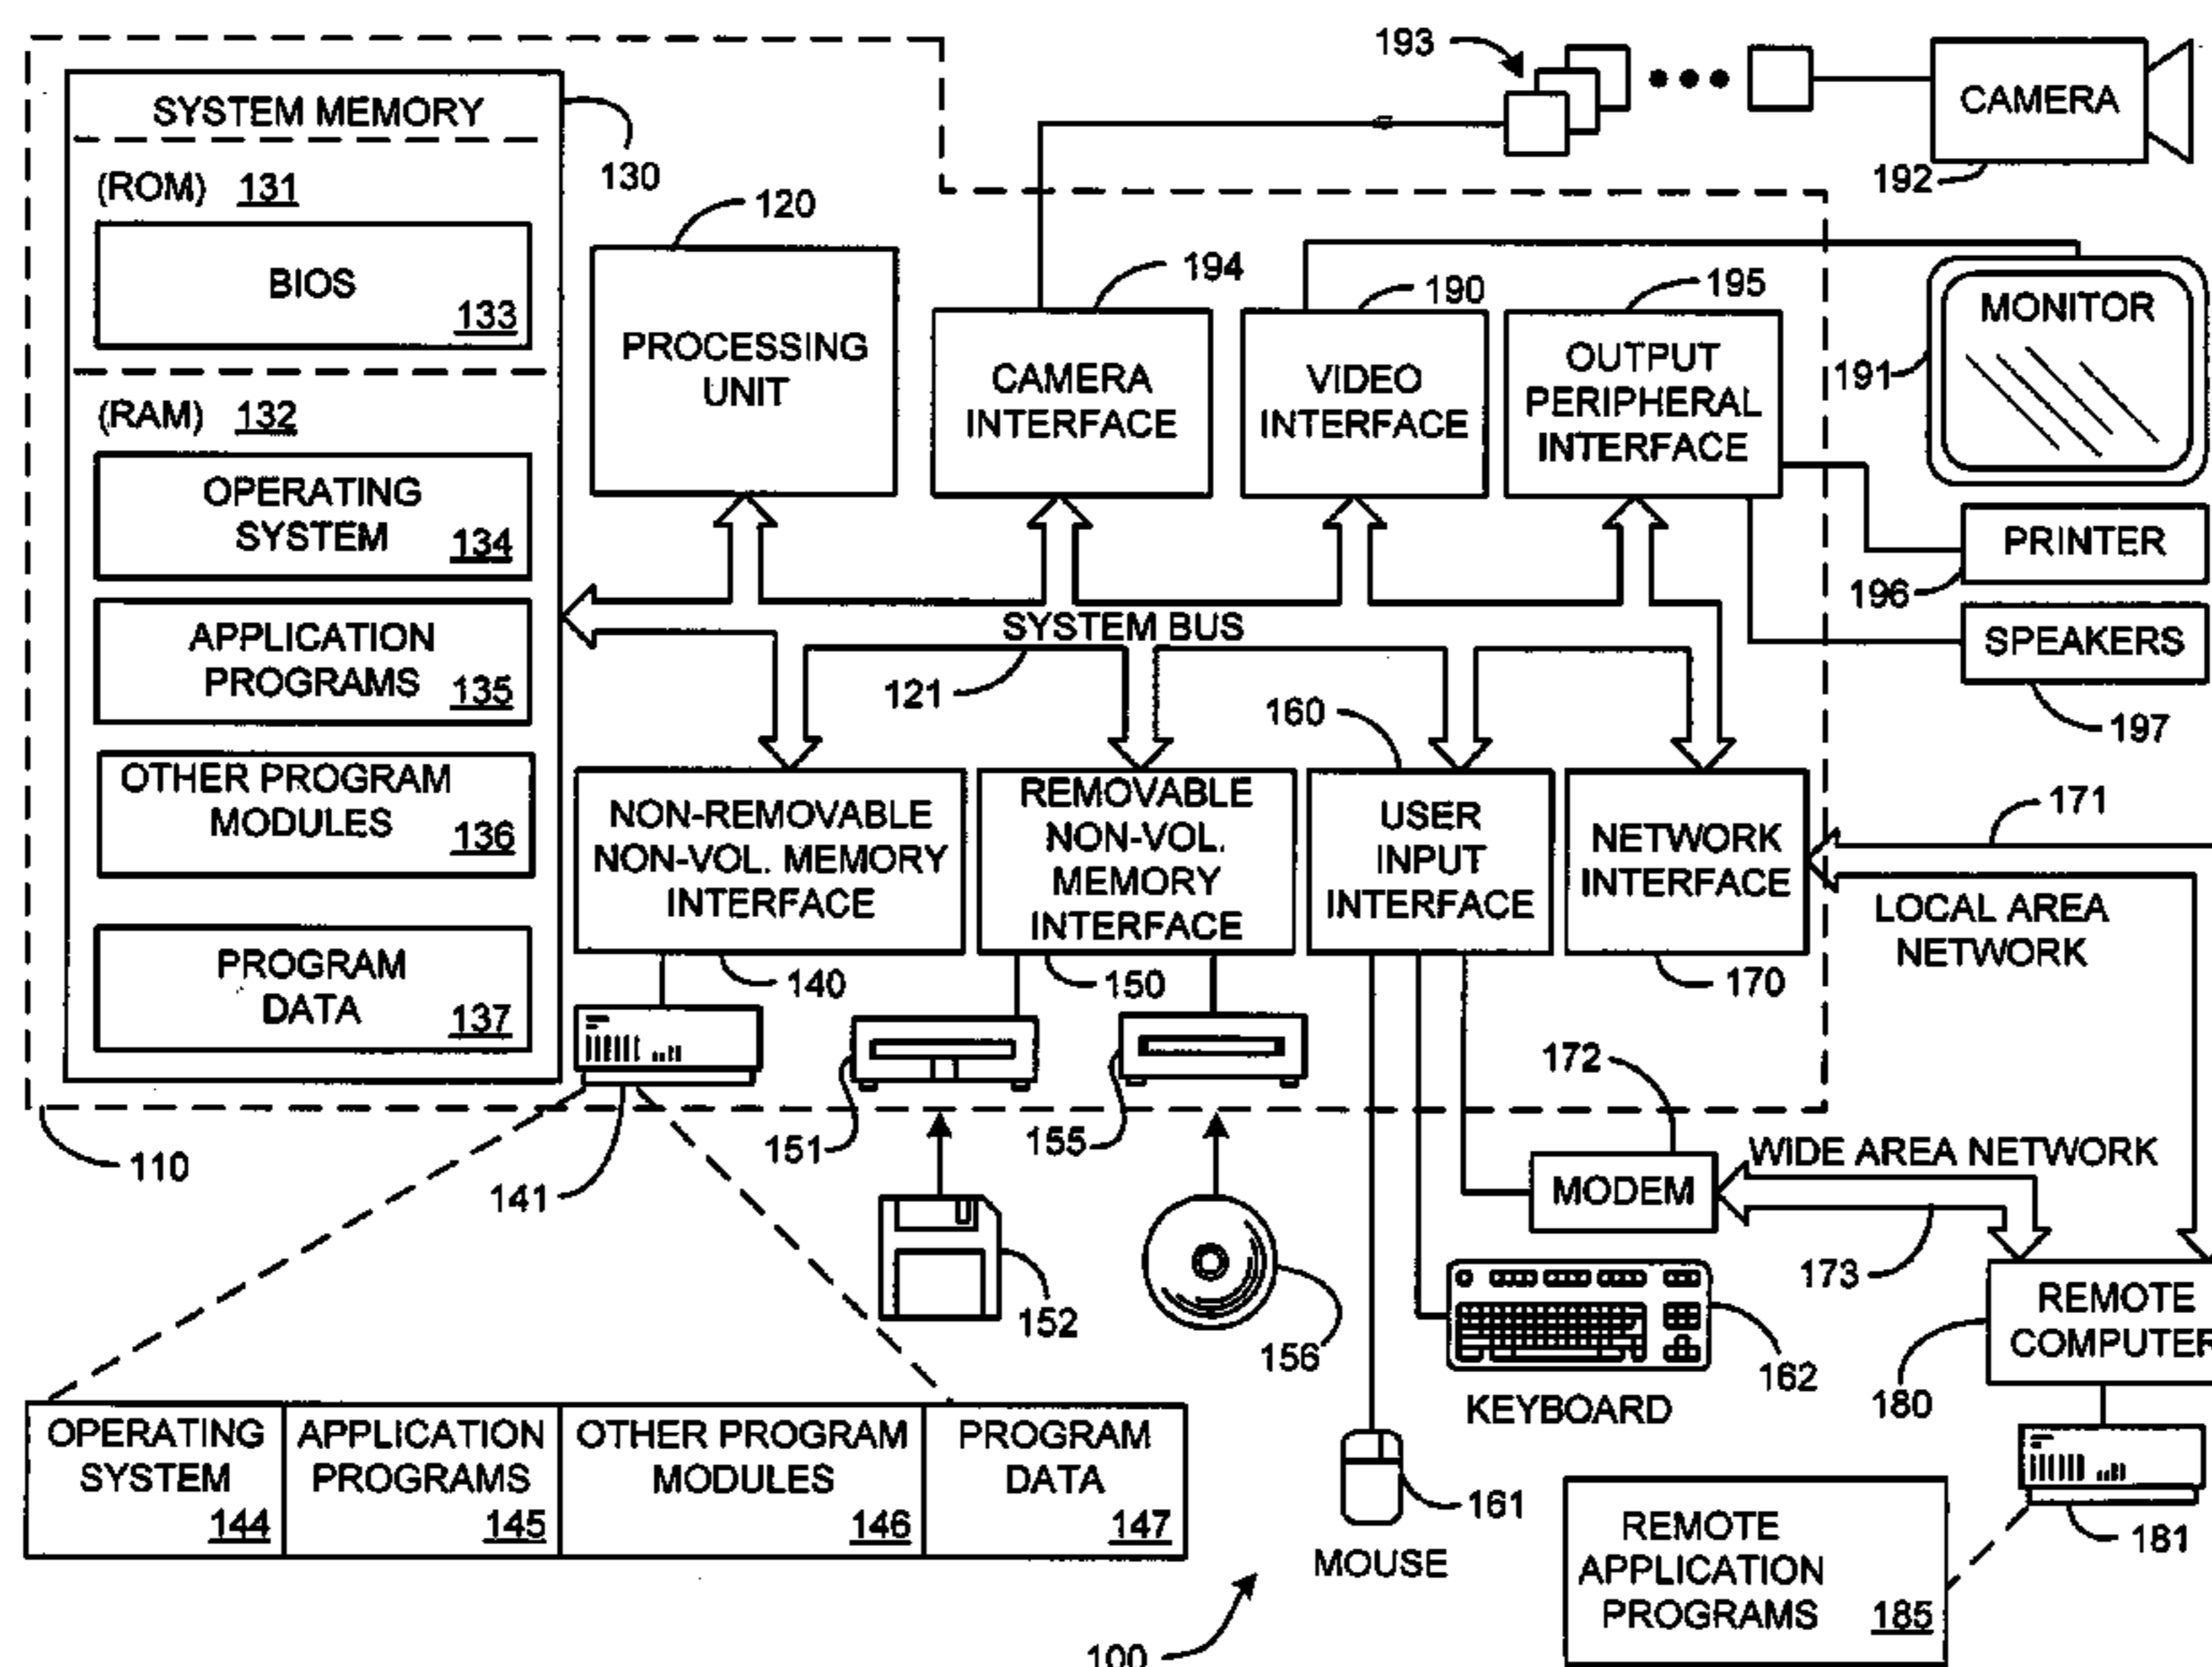 193
CAMERA
192
SYSTEM MEMORY
130
(ROM) 131
BIOS
133
120
PROCESSING
UNIT
194
CAMERA
INTERFACE
190
VIDEO
INTERFACE
195
OUTPUT
PERIPHERAL
INTERFACE
MONITOR
191
(RAM) 132
OPERATING
SYSTEM 134
PRINTER
196
SPEAKERS
197
SYSTEM BUS
121
APPLICATION
PROGRAMS 135
OTHER PROGRAM
MODULES 136
PROGRAM
DATA 137
NON-REMOVABLE
NON-VOL. MEMORY
INTERFACE
140
REMOVABLE
NON-VOL.
MEMORY
INTERFACE
150
160
USER
INPUT
INTERFACE
NETWORK
INTERFACE
170
171
LOCAL AREA
NETWORK
110
141
151
152
155
156
172
MODEM
WIDE AREA NETWORK
173
KEYBOARD
162
REMOTE
COMPUTER
180
181
OPERATING
SYSTEM
144
APPLICATION
PROGRAMS
145
OTHER PROGRAM
MODULES
146
PROGRAM
DATA
147
161
MOUSE
REMOTE
APPLICATION
PROGRAMS 185
100